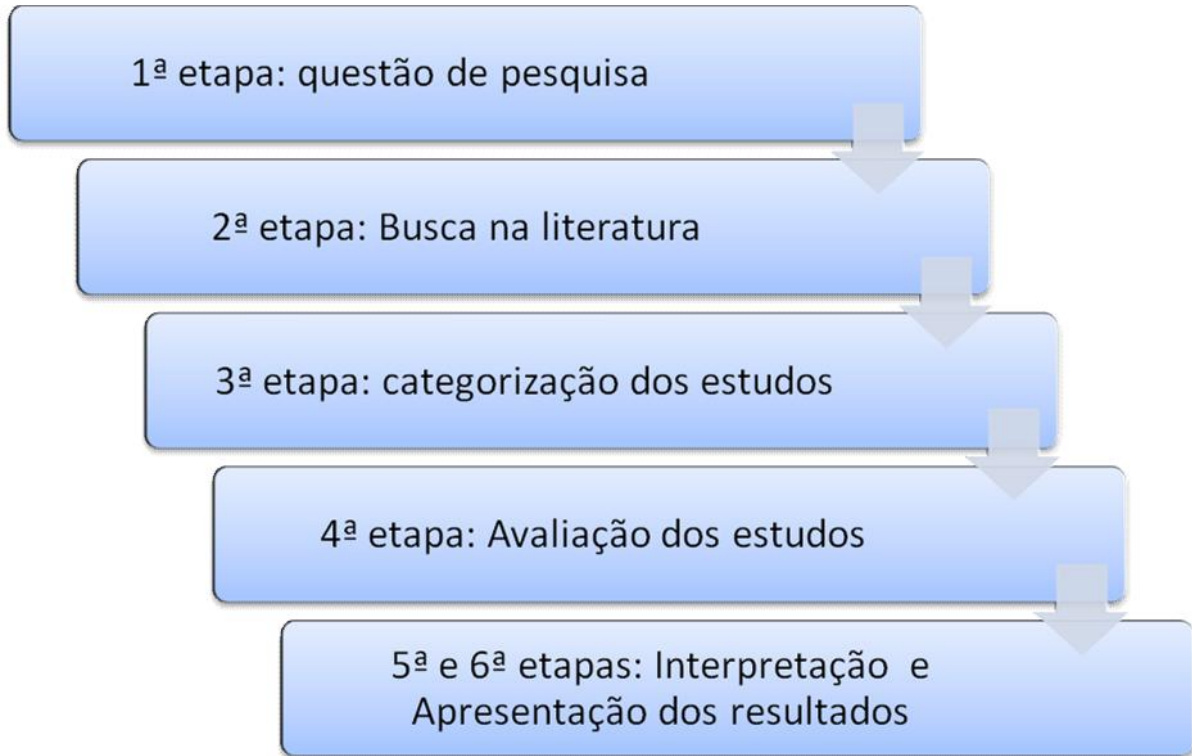 1ª etapa: questão de pesquisa
2ª etapa: Busca na literatura
3ª etapa: categorização dos estudos
4ª etapa: Avaliação dos estudos
5ª e 6ª etapas: Interpretação e
Apresentação dos resultados